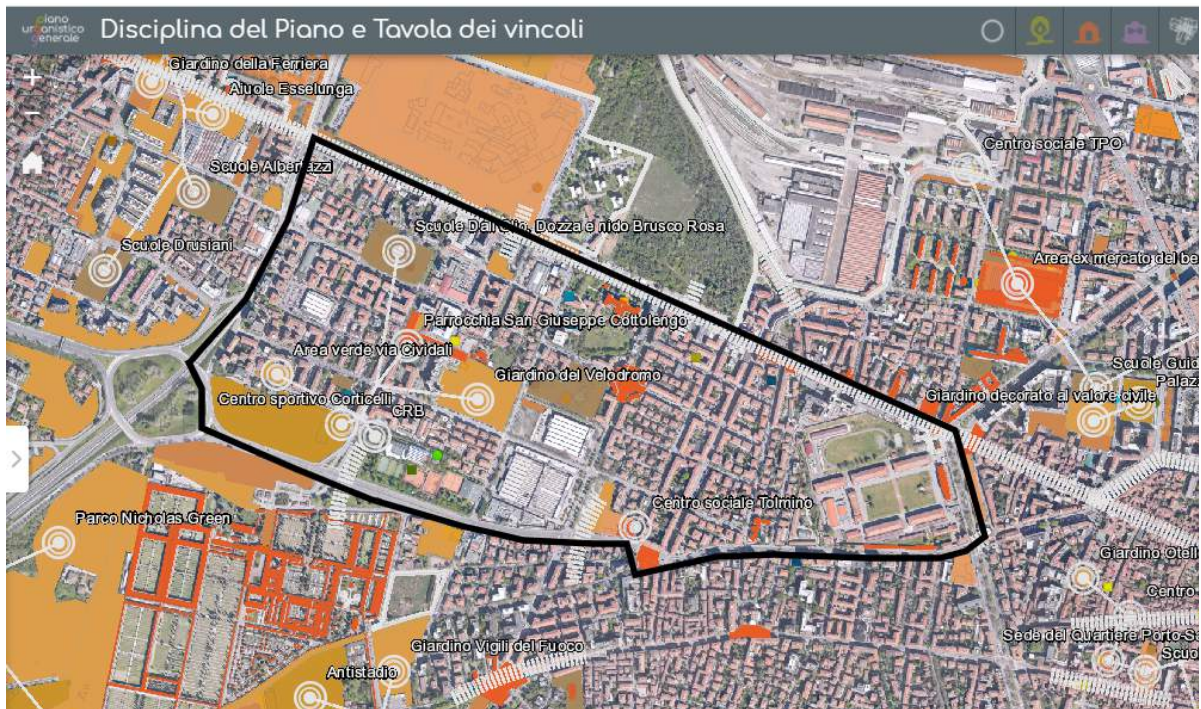 piano
urbanistico
generale
Disciplina del Piano e Tavola dei vincoli
Giardino della Ferriera
Aiuole Esselunga
Scuole Albertazzi
Scuole Drusiani
Scuole Dall'Olio, Dozza e nido Brusco Rosa
Centro sociale TPO
Area ex mercato del be
Parrocchia San Giuseppe Cottolengo
Area verde via Cividali
Giardino del Velodromo
Centro sportivo Corticelli
CRB
Scuole Guid
Palaz
Giardino decorato al valore civile
Centro sociale Tolmino
Parco Nicholas Green
Giardino Otell
Centro
Sede del Quartiere Porto-S
Scuo
Giardino Vigili del Fuoco
Antistadio